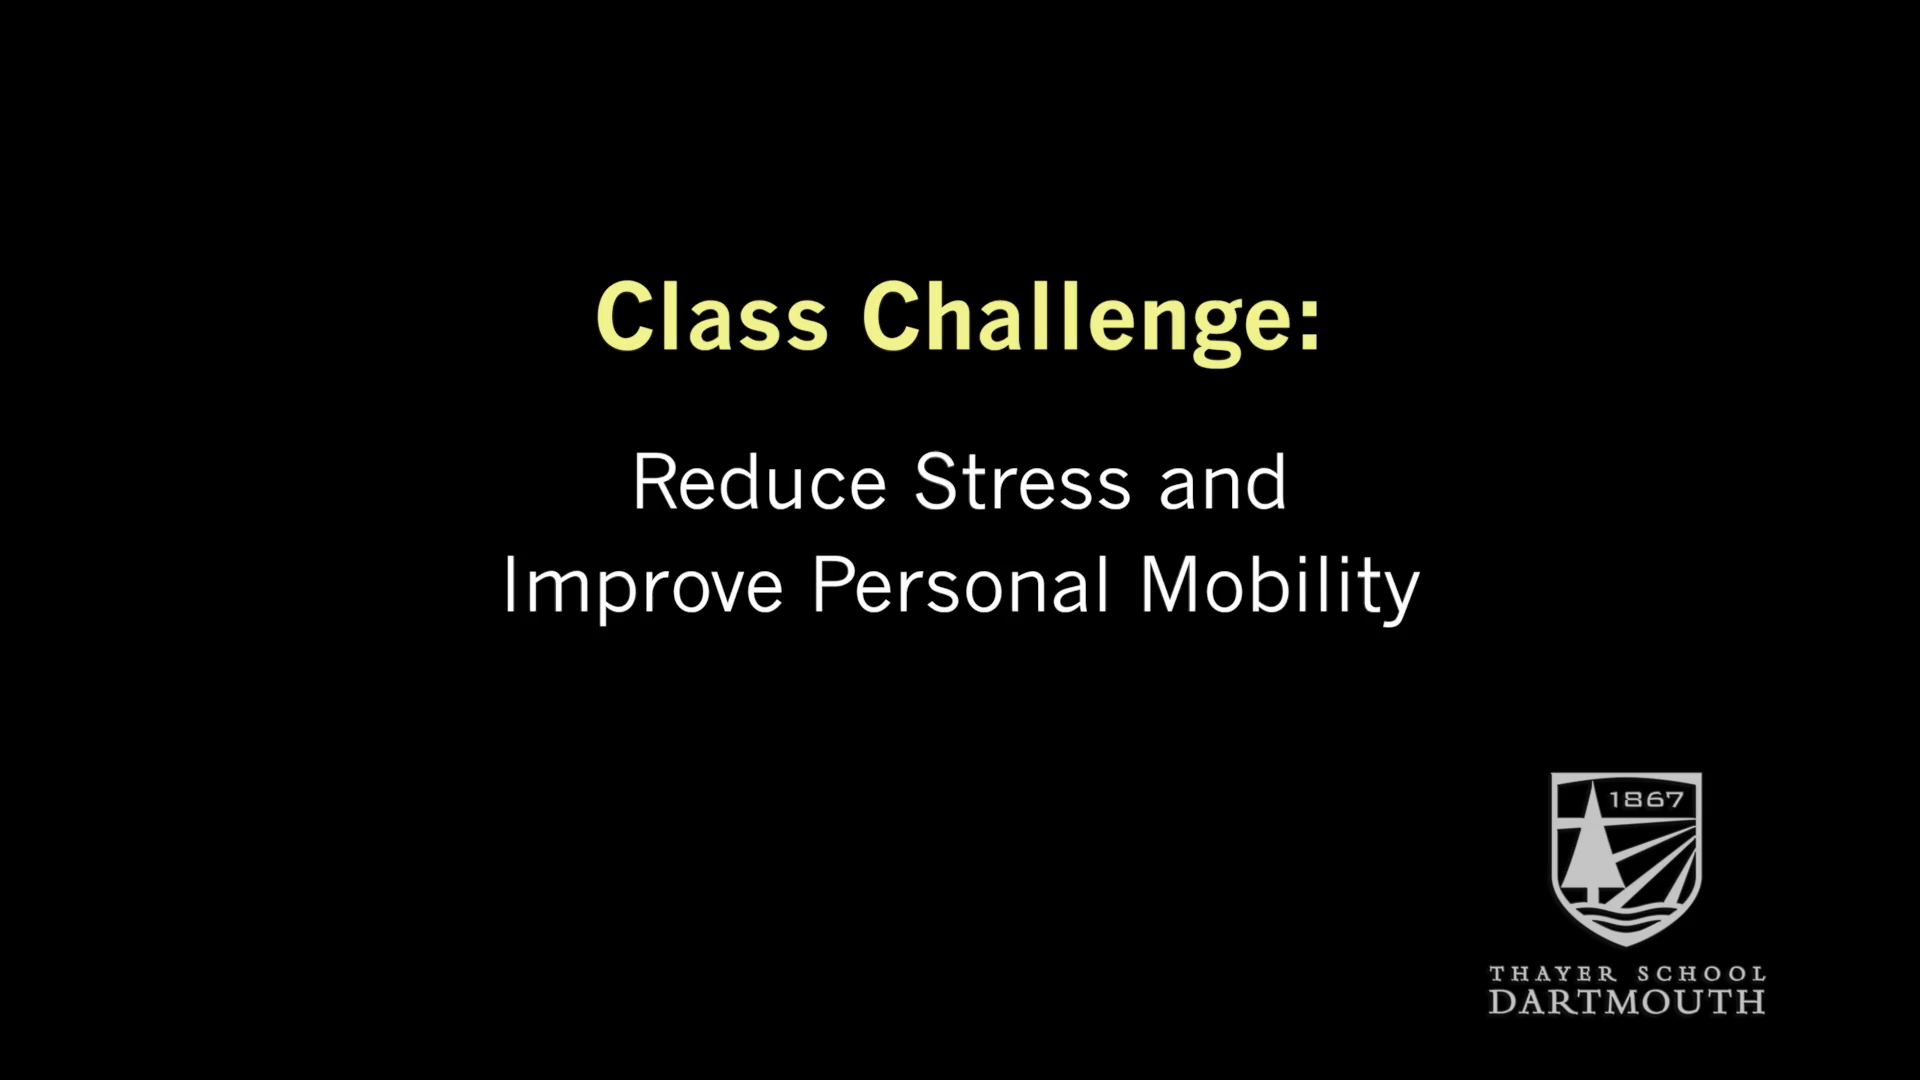 Class Challenge:
Reduce Stress and
Improve Personal Mobility
1867
THAYER SCHOOL
DARTMOUTH